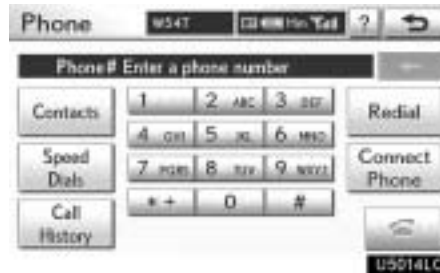 Phone W54T ?
Phone# Enter a phone number
Contacts 1 2 ABC 3 DEF Redial
4 GHI 5 JKL 6 MNO
Speed Dials 7 PQRS 8 TUV 9 WXYZ Connect Phone
* + 0 #
Call History
U5014LC